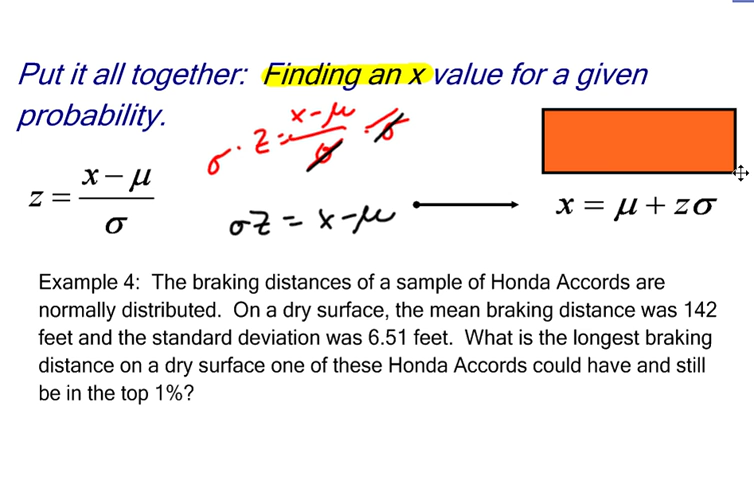 Put it all together: Finding an x value for a given
probability.
σ · z = x-μ / σ · σ
z = x − μ / σ
σz = x-μ
x = μ + zσ
Example 4: The braking distances of a sample of Honda Accords are
normally distributed. On a dry surface, the mean braking distance was 142
feet and the standard deviation was 6.51 feet. What is the longest braking
distance on a dry surface one of these Honda Accords could have and still
be in the top 1%?